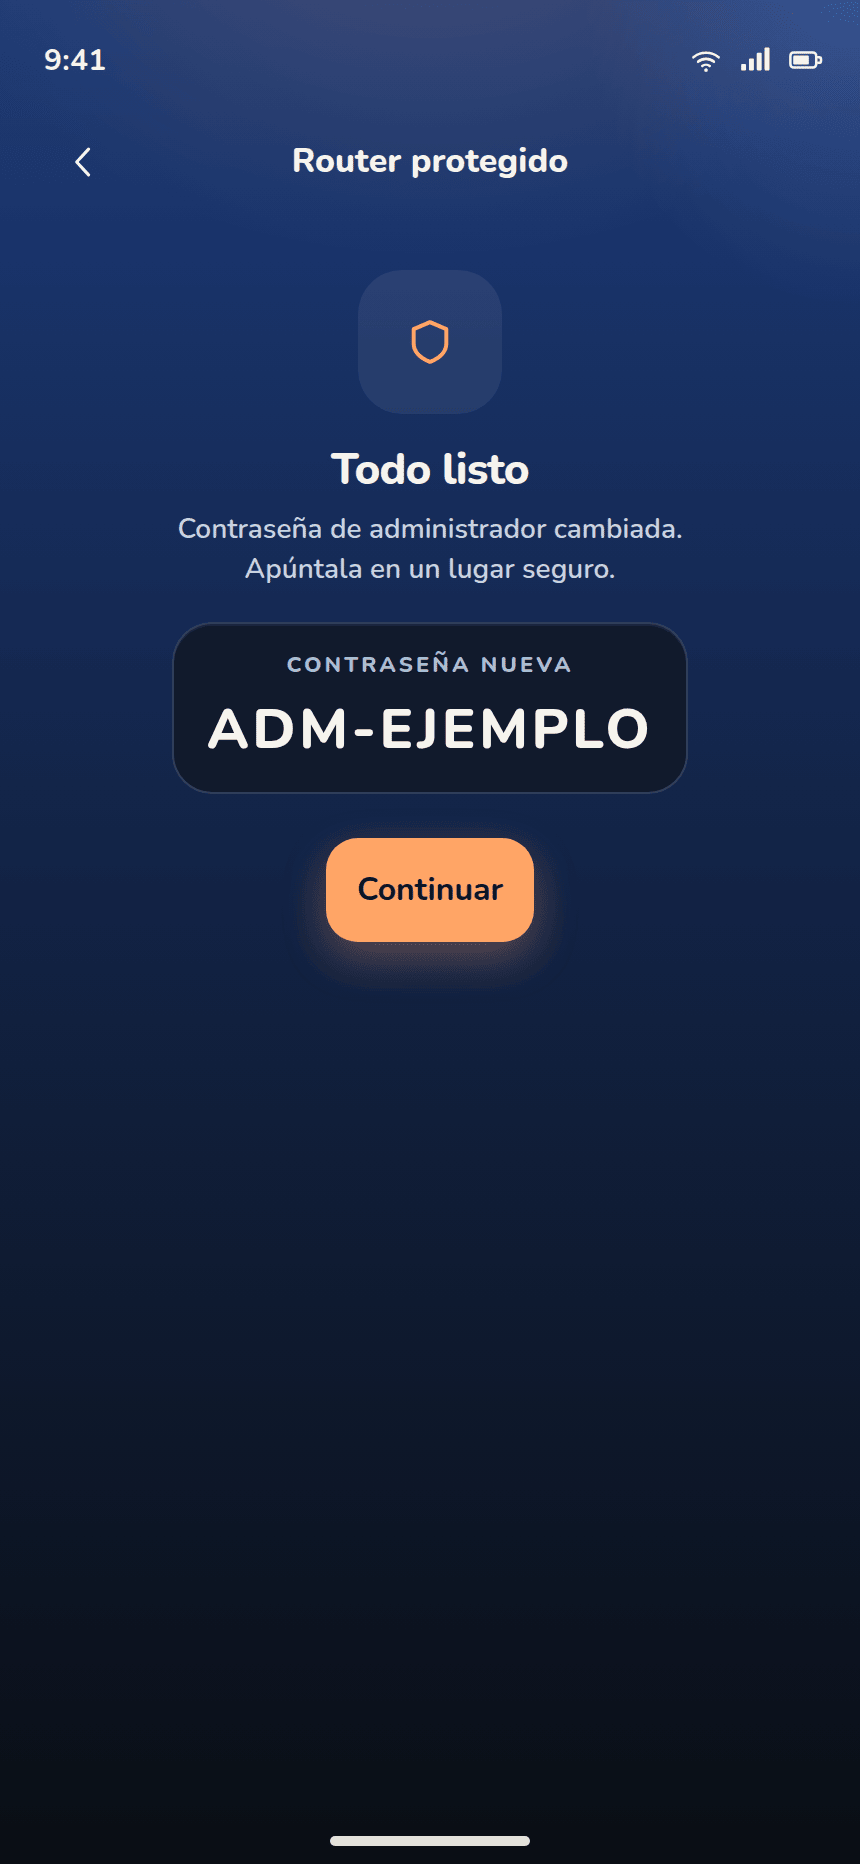 9:41
Router protegido
Todo listo
Contraseña de administrador cambiada.
Apúntala en un lugar seguro.
CONTRASEÑA NUEVA
ADM-EJEMPLO
Continuar